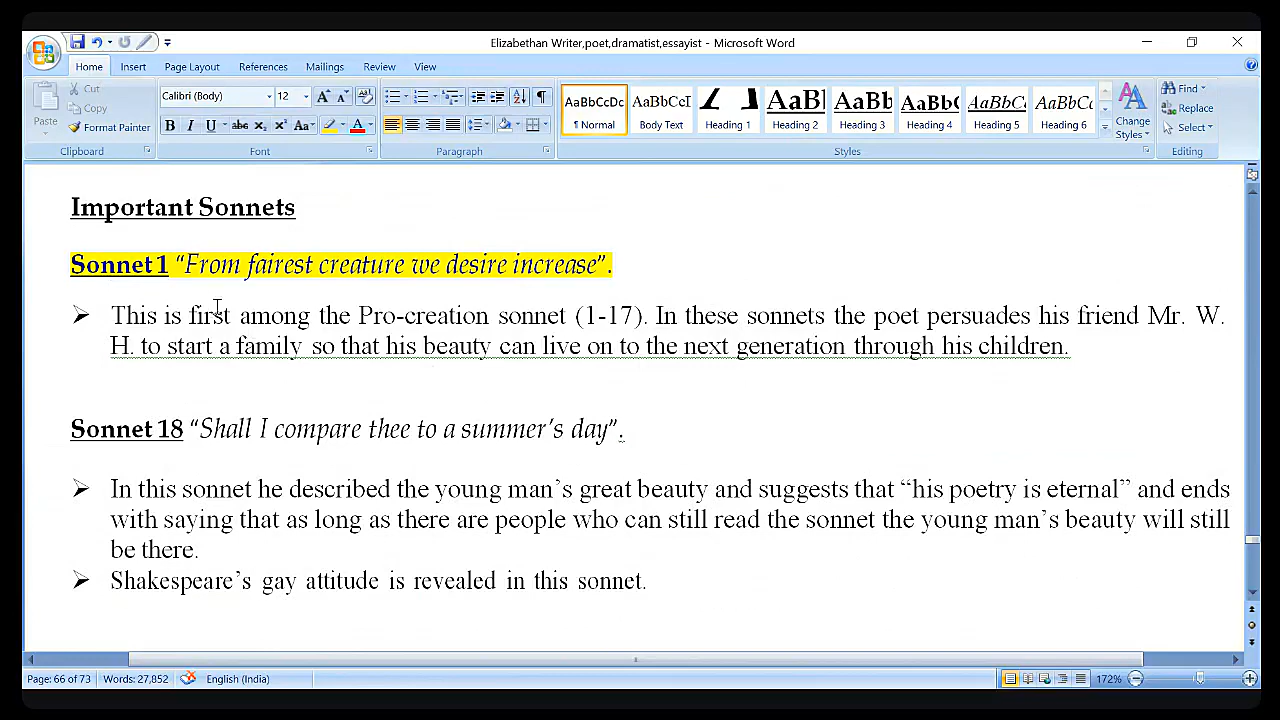 Elizabethan Writer,poet,dramatist,essayist - Microsoft Word
Home Insert Page Layout References Mailings Review View
Paste
Cut
Copy
Format Painter
Clipboard
Calibri (Body) 12
B I U abc x₂ x² Aa
Font
Paragraph
AaBbCcDc AaBbCcI AaBl AaBb AaBbC AaBbC AaBbCc
¶ Normal Body Text Heading 1 Heading 2 Heading 3 Heading 4 Heading 5 Heading 6
Change Styles
Styles
Find
Replace
Select
Editing
Important Sonnets
Sonnet 1 “From fairest creature we desire increase”.
➢ This is first among the Pro-creation sonnet (1-17). In these sonnets the poet persuades his friend Mr. W.
H. to start a family so that his beauty can live on to the next generation through his children.
Sonnet 18 “Shall I compare thee to a summer’s day”.
➢ In this sonnet he described the young man’s great beauty and suggests that “his poetry is eternal” and ends
with saying that as long as there are people who can still read the sonnet the young man’s beauty will still
be there.
➢ Shakespeare’s gay attitude is revealed in this sonnet.
Page: 66 of 73 Words: 27,852 English (India) 172%